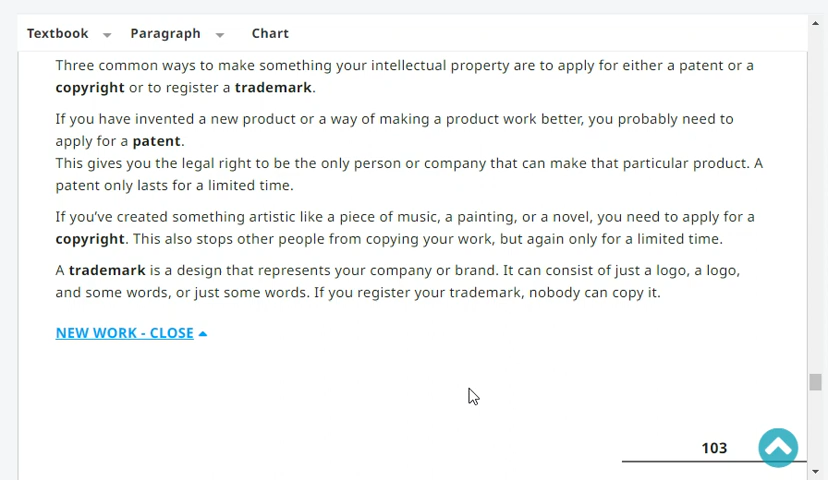 Textbook Paragraph Chart
Three common ways to make something your intellectual property are to apply for either a patent or a
copyright or to register a trademark.
If you have invented a new product or a way of making a product work better, you probably need to
apply for a patent.
This gives you the legal right to be the only person or company that can make that particular product. A
patent only lasts for a limited time.
If you’ve created something artistic like a piece of music, a painting, or a novel, you need to apply for a
copyright. This also stops other people from copying your work, but again only for a limited time.
A trademark is a design that represents your company or brand. It can consist of just a logo, a logo,
and some words, or just some words. If you register your trademark, nobody can copy it.
NEW WORK - CLOSE
103